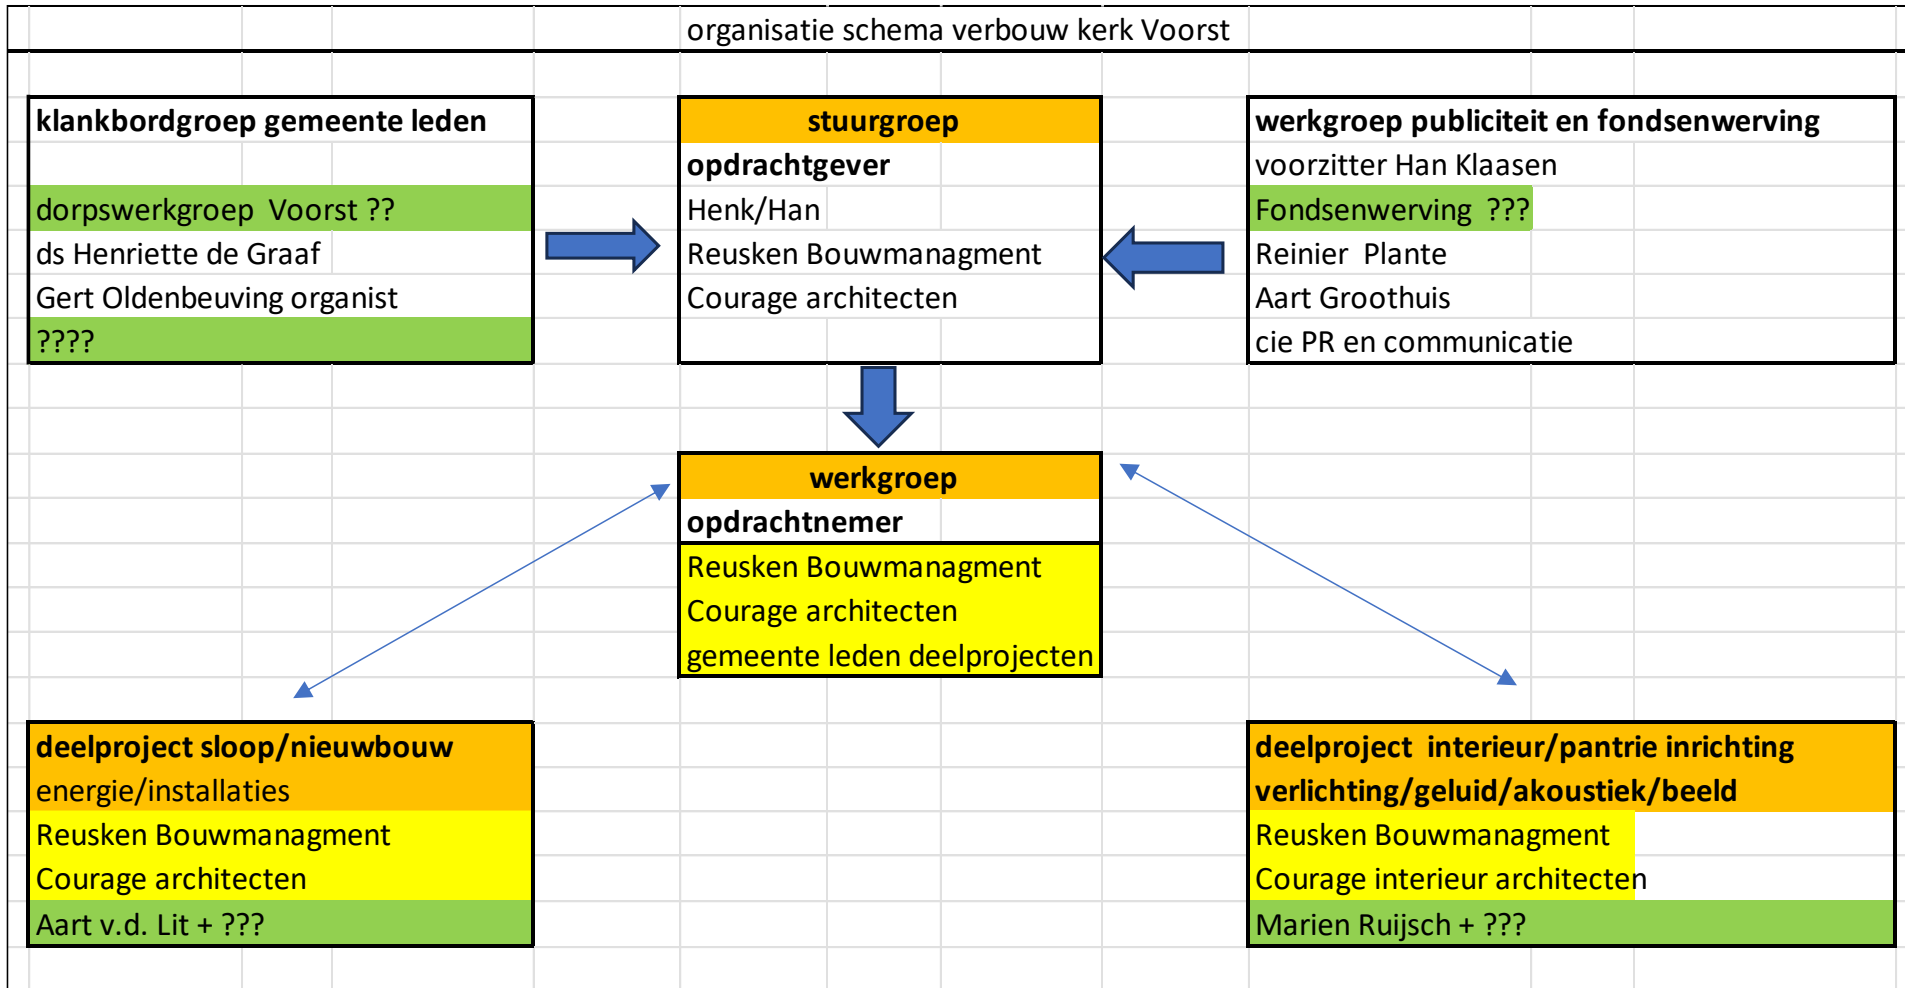 organisatie schema verbouw kerk Voorst
klankbordgroep gemeente leden
dorpswerkgroep  Voorst ??
ds Henriette de Graaf
Gert Oldenbeuving organist
????
stuurgroep
opdrachtgever
Henk/Han
Reusken Bouwmanagment
Courage architecten
werkgroep publiciteit en fondsenwerving
voorzitter Han Klaasen
Fondsenwerving  ???
Reinier  Plante
Aart Groothuis
cie PR en communicatie
werkgroep
opdrachtnemer
Reusken Bouwmanagment
Courage architecten
gemeente leden deelprojecten
deelproject sloop/nieuwbouw
energie/installaties
Reusken Bouwmanagment
Courage architecten
Aart v.d. Lit + ???
deelproject  interieur/pantrie inrichting
verlichting/geluid/akoustiek/beeld
Reusken Bouwmanagment
Courage interieur architecten
Marien Ruijsch + ???